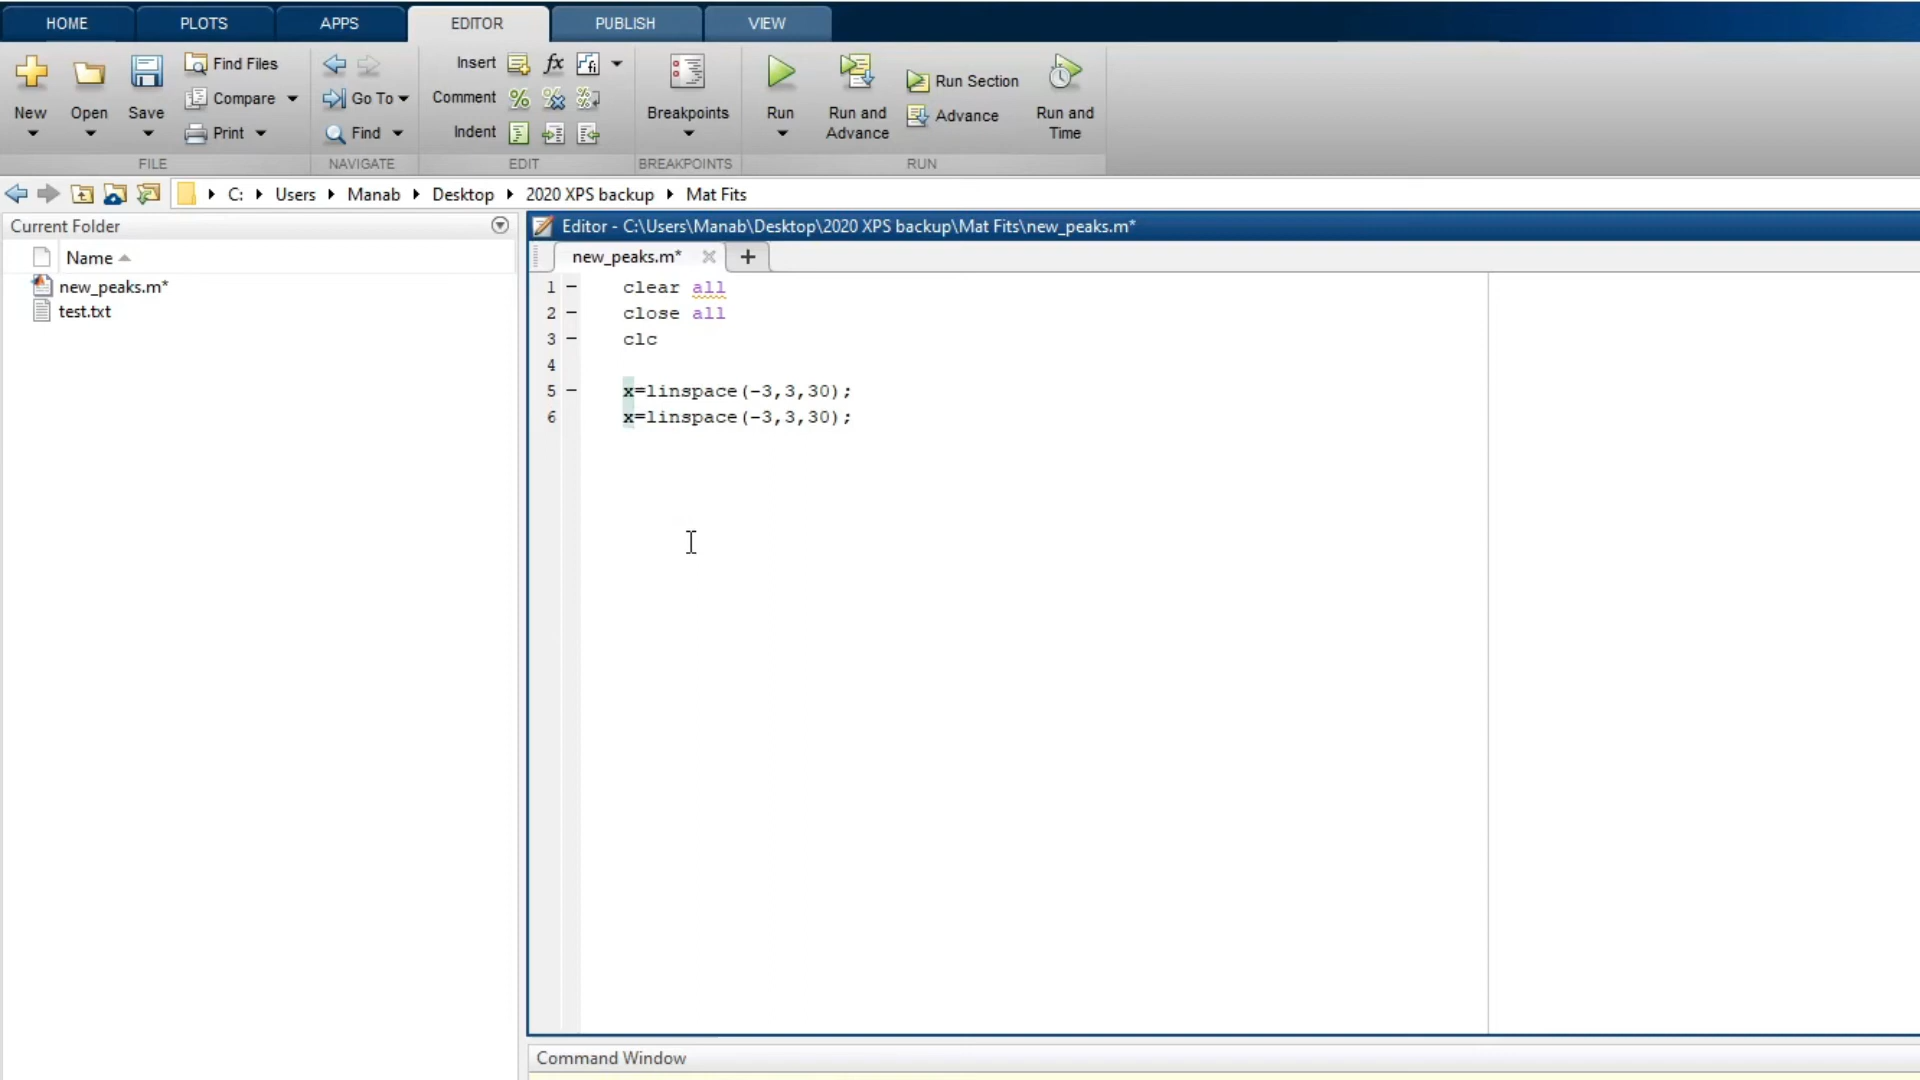 HOME PLOTS APPS EDITOR PUBLISH VIEW
New Open Save Find Files Compare Print
FILE
Go To Find
NAVIGATE
Insert fx fi
Comment % % %
Indent
EDIT
Breakpoints
BREAKPOINTS
Run Run and Advance Run Section Advance Run and Time
RUN
C: Users Manab Desktop 2020 XPS backup Mat Fits
Current Folder
Name
new_peaks.m*
test.txt
Editor - C:\Users\Manab\Desktop\2020 XPS backup\Mat Fits\new_peaks.m*
new_peaks.m* +
1 - clear all
2 - close all
3 - clc
4
5 - x=linspace(-3,3,30);
6 x=linspace(-3,3,30);
Command Window